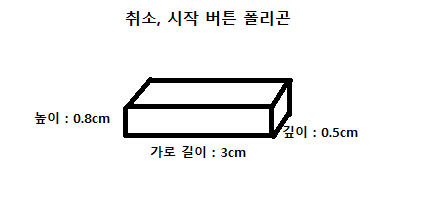 취소, 시작 버튼 폴리곤
높이 : 0.8cm
깊이 : 0.5cm
가로 길이 : 3cm